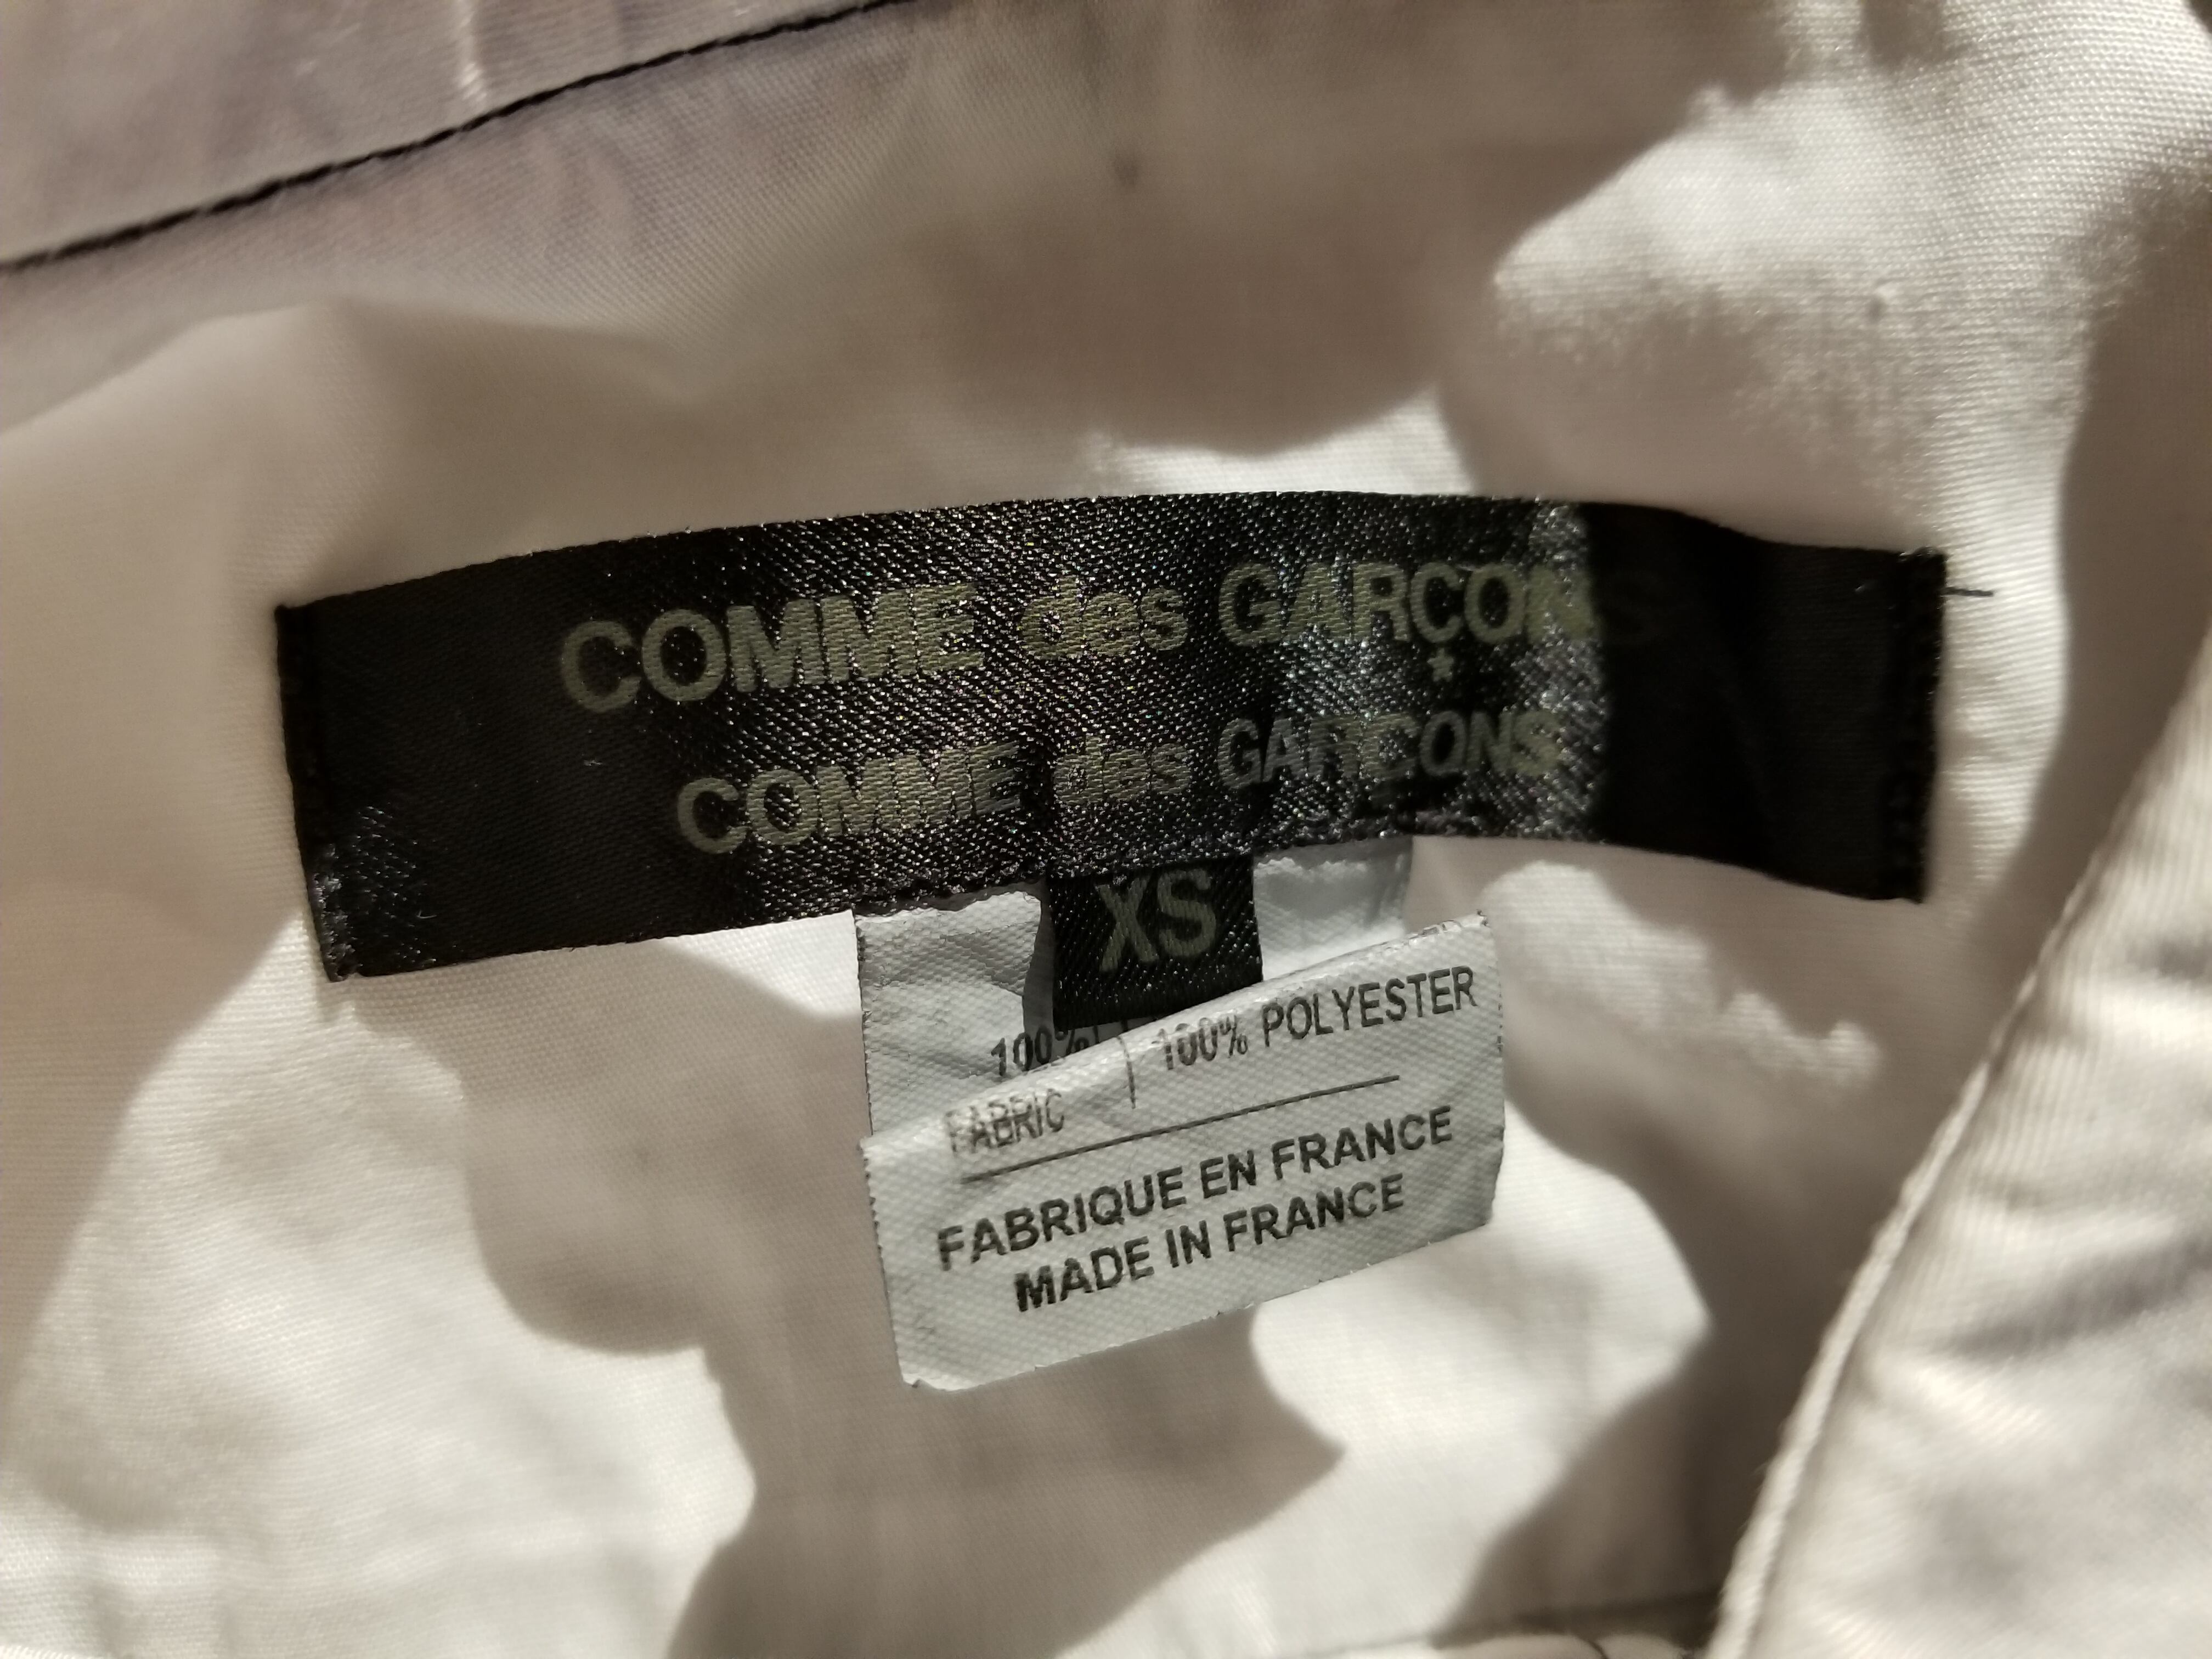 COMME des GARÇONS
COMME des GARÇONS
XS
100%
FABRIC 100% POLYESTER
FABRIQUE EN FRANCE
MADE IN FRANCE